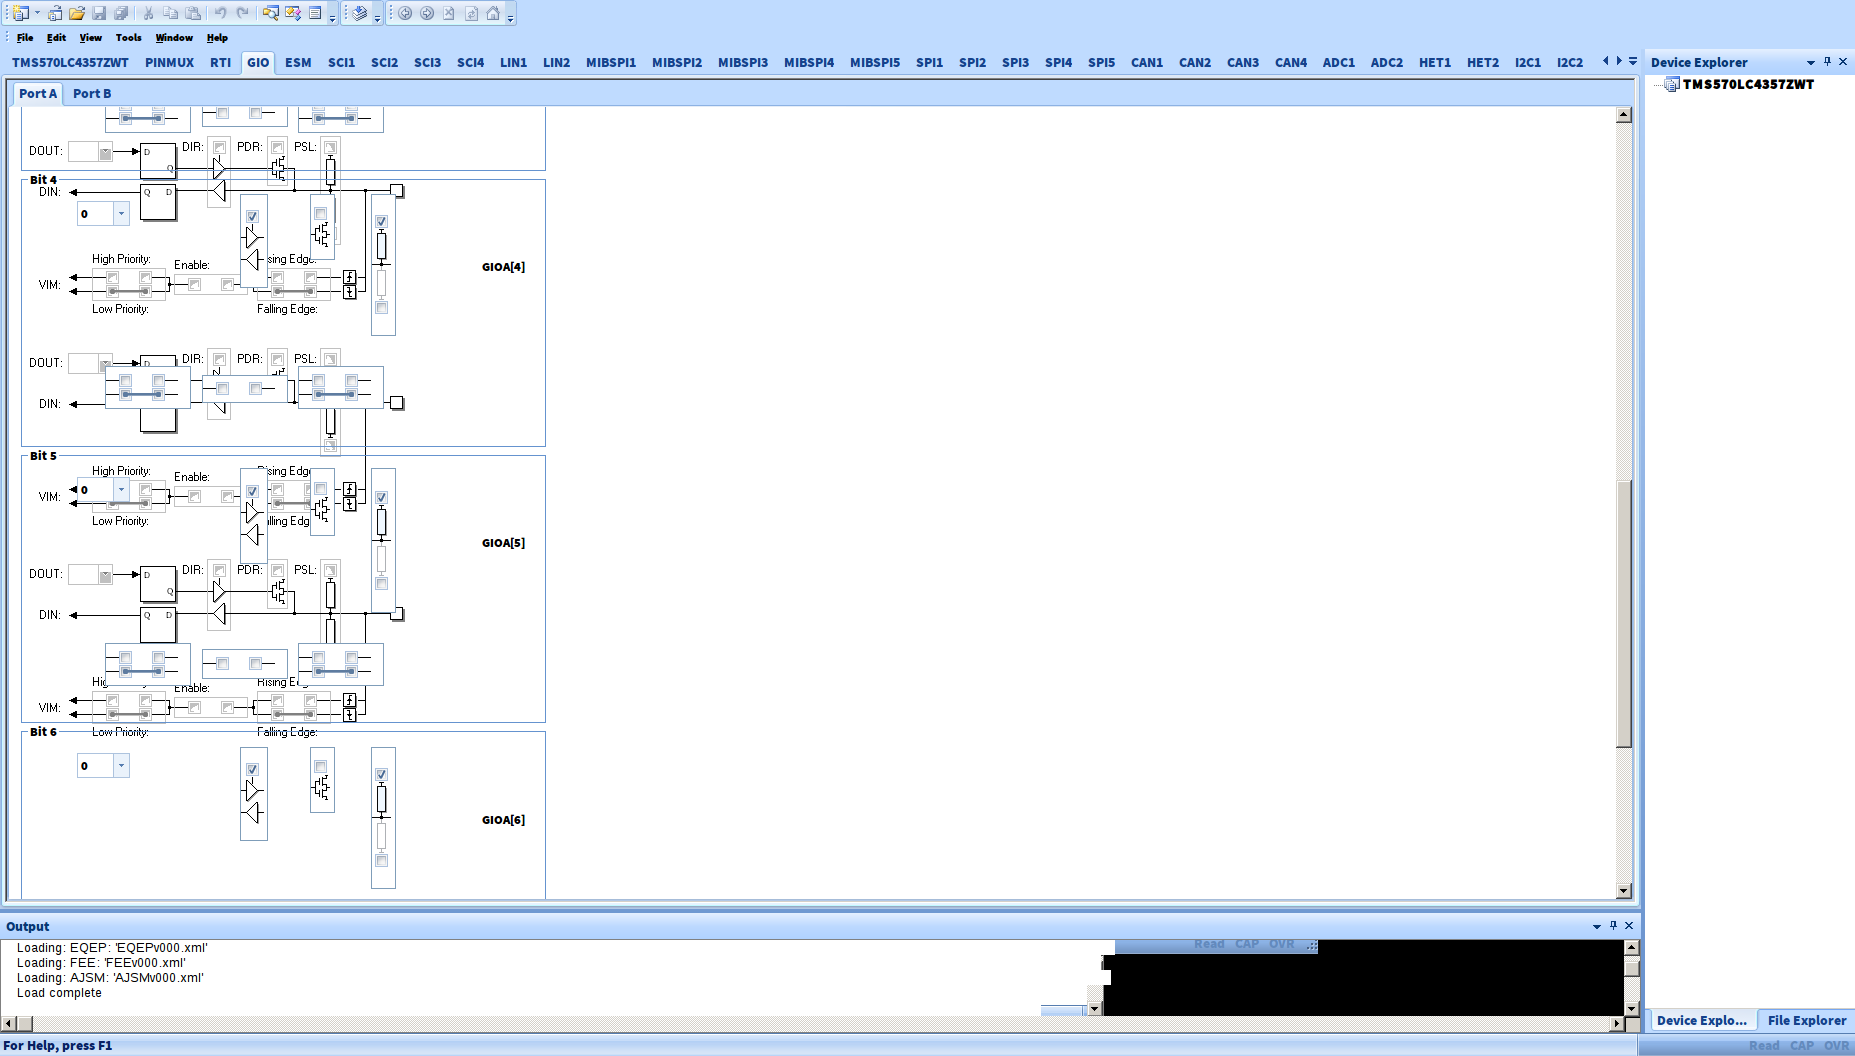 File Edit View Tools Window Help
TMS570LC4357ZWT PINMUX RTI GIO ESM SCI1 SCI2 SCI3 SCI4 LIN1 LIN2 MIBSPI1 MIBSPI2 MIBSPI3 MIBSPI4 MIBSPI5 SPI1 SPI2 SPI3 SPI4 SPI5 CAN1 CAN2 CAN3 CAN4 ADC1 ADC2 HET1 HET2 I2C1 I2C2
Device Explorer
TMS570LC4357ZWT
Port A Port B
DOUT: D Q DIR: PDR: PSL:
Bit 4
DIN: Q D
0
High Priority: Enable: sing Edge:
GIOA[4]
VIM:
Low Priority: Falling Edge:
DOUT: D DIR: PDR: PSL:
DIN:
Bit 5
High Priority: Enable: Rising Edge
VIM: 0
Low Priority: lling Edg
GIOA[5]
DOUT: D Q DIR: PDR: PSL:
DIN: Q D
Hig Enable: Rising E
VIM:
Bit 6
Low Priority: Falling Edge:
0
GIOA[6]
Output
Loading: EQEP: 'EQEPv000.xml'
Loading: FEE: 'FEEv000.xml'
Loading: AJSM: 'AJSMv000.xml'
Load complete
Read CAP OVR
Device Explo... File Explorer
For Help, press F1
Read CAP OVR